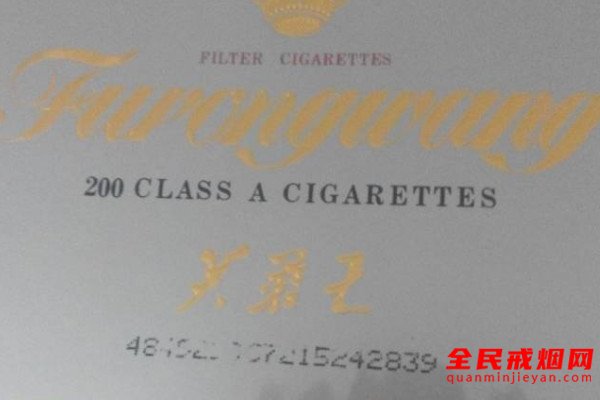 FILTER CIGARETTES
Furongwang
200 CLASS A CIGARETTES
芙蓉王
全民戒烟网
quanminjieyan.com